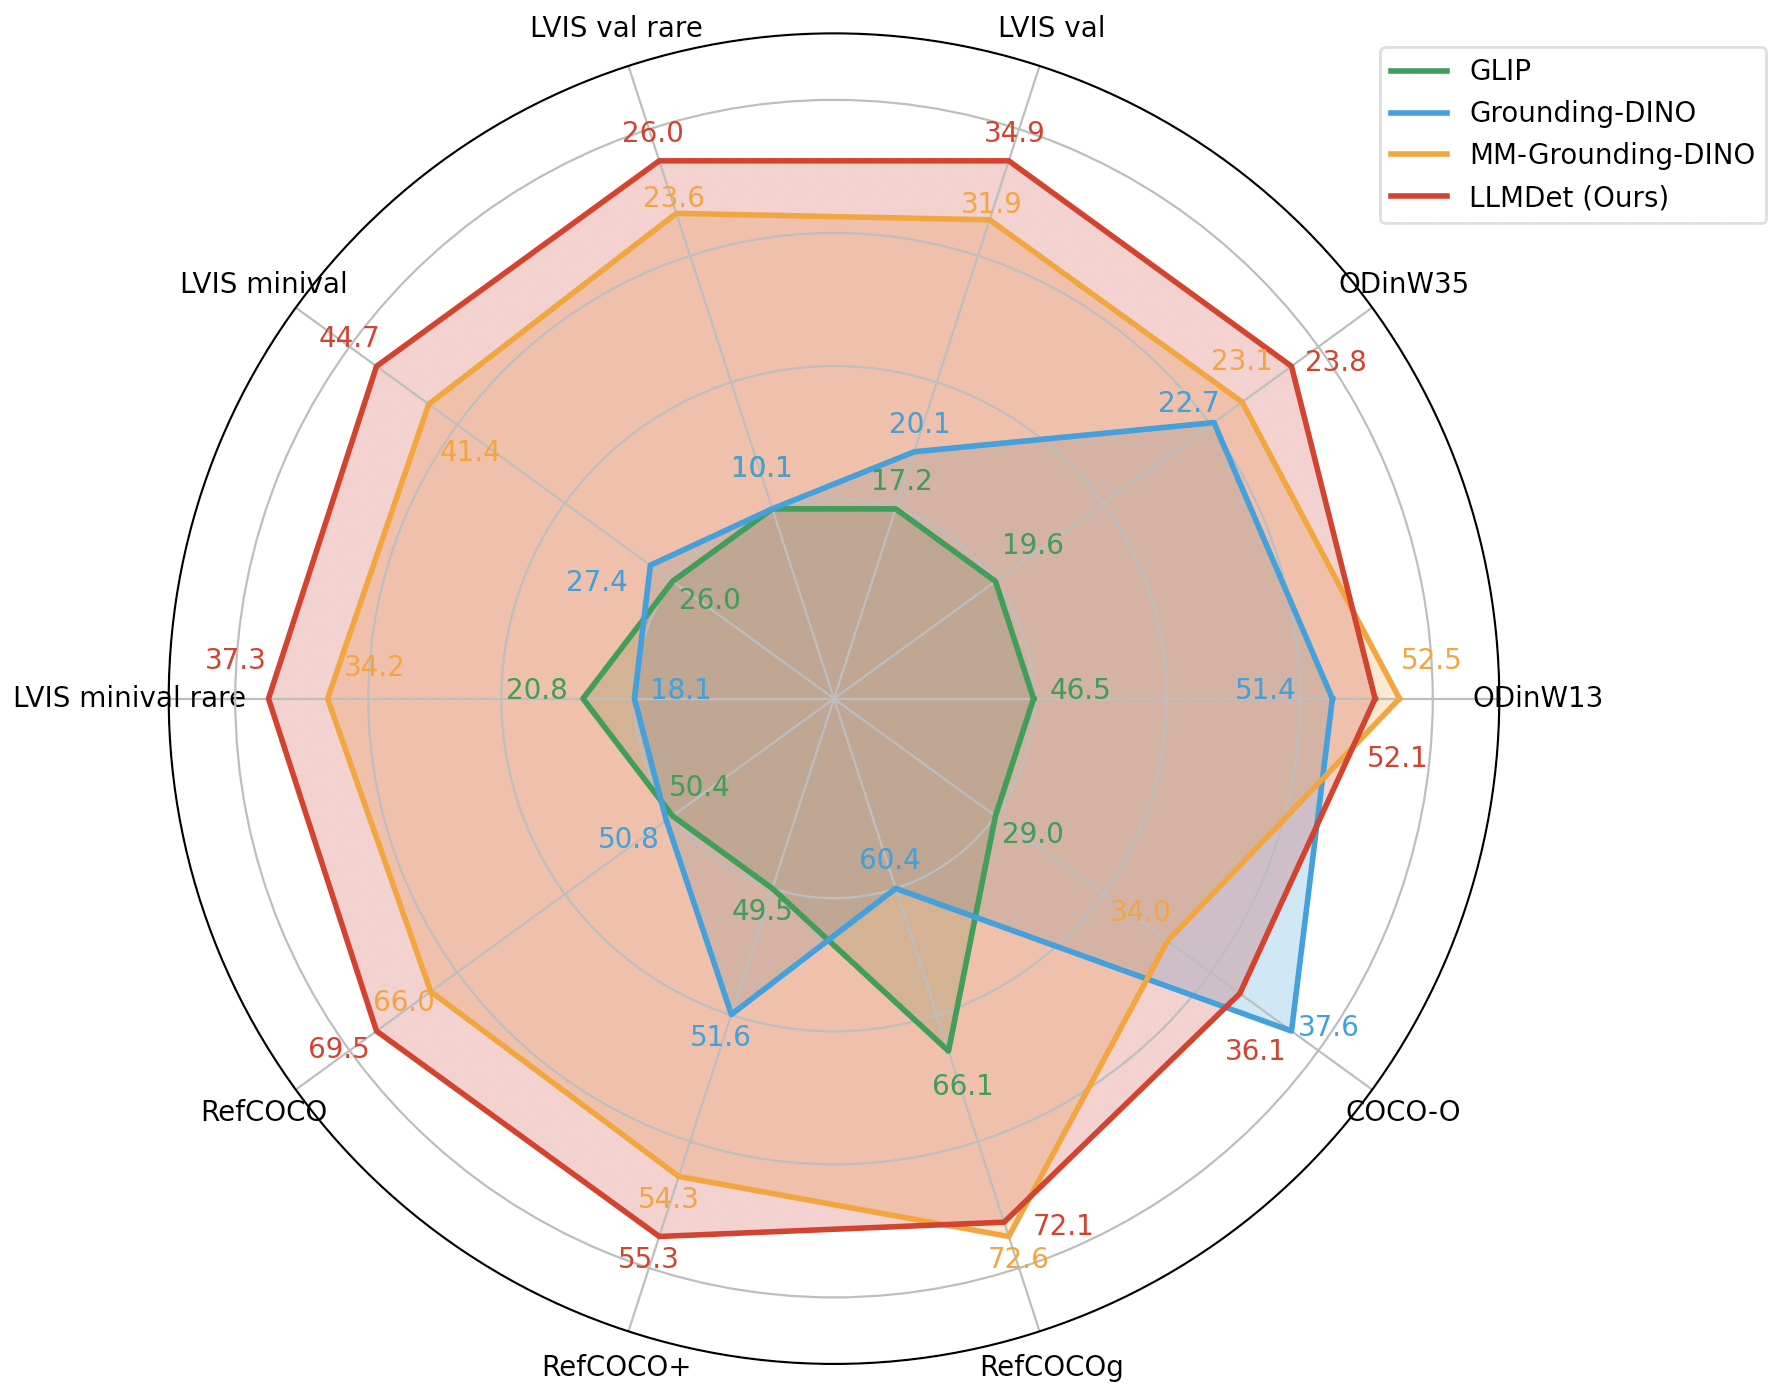 LVIS val rare
LVIS val
GLIP
Grounding-DINO
MM-Grounding-DINO
LLMDet (Ours)
26.0
34.9
23.6
31.9
LVIS minival
ODinW35
44.7
23.1
23.8
41.4
22.7
20.1
10.1
17.2
19.6
27.4
26.0
37.3
34.2
52.5
LVIS minival rare
20.8
18.1
46.5
51.4
ODinW13
52.1
50.4
50.8
60.4
29.0
49.5
34.0
66.0
51.6
37.6
69.5
36.1
66.1
RefCOCO
COCO-O
54.3
72.1
55.3
72.6
RefCOCO+
RefCOCOg